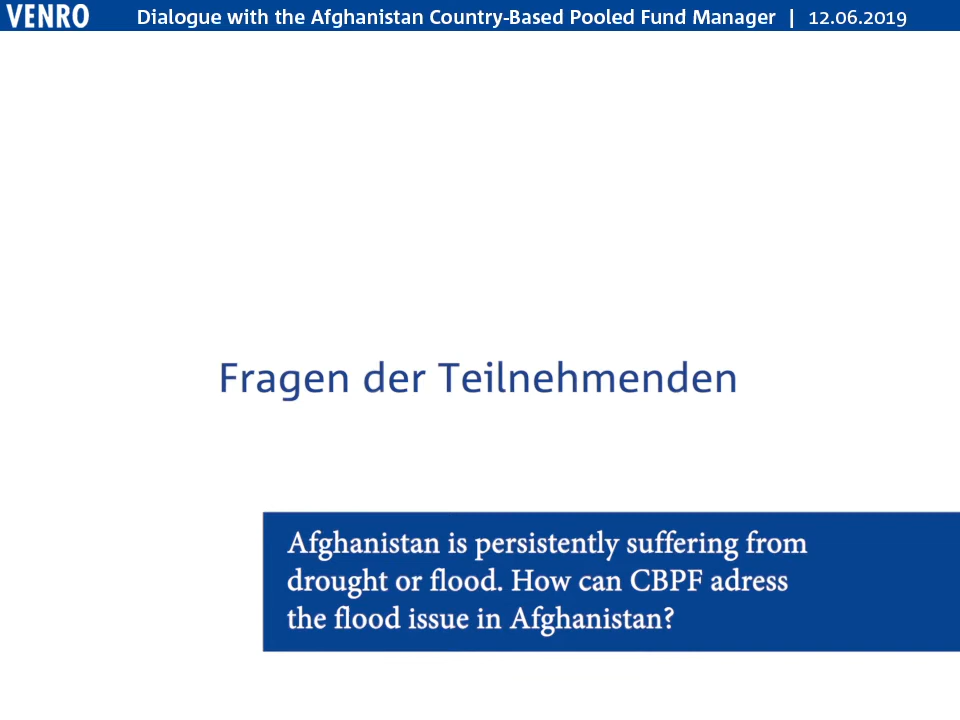 VENRO
Dialogue with the Afghanistan Country-Based Pooled Fund Manager | 12.06.2019
Fragen der Teilnehmenden
Afghanistan is persistently suffering from
drought or flood. How can CBPF adress
the flood issue in Afghanistan?